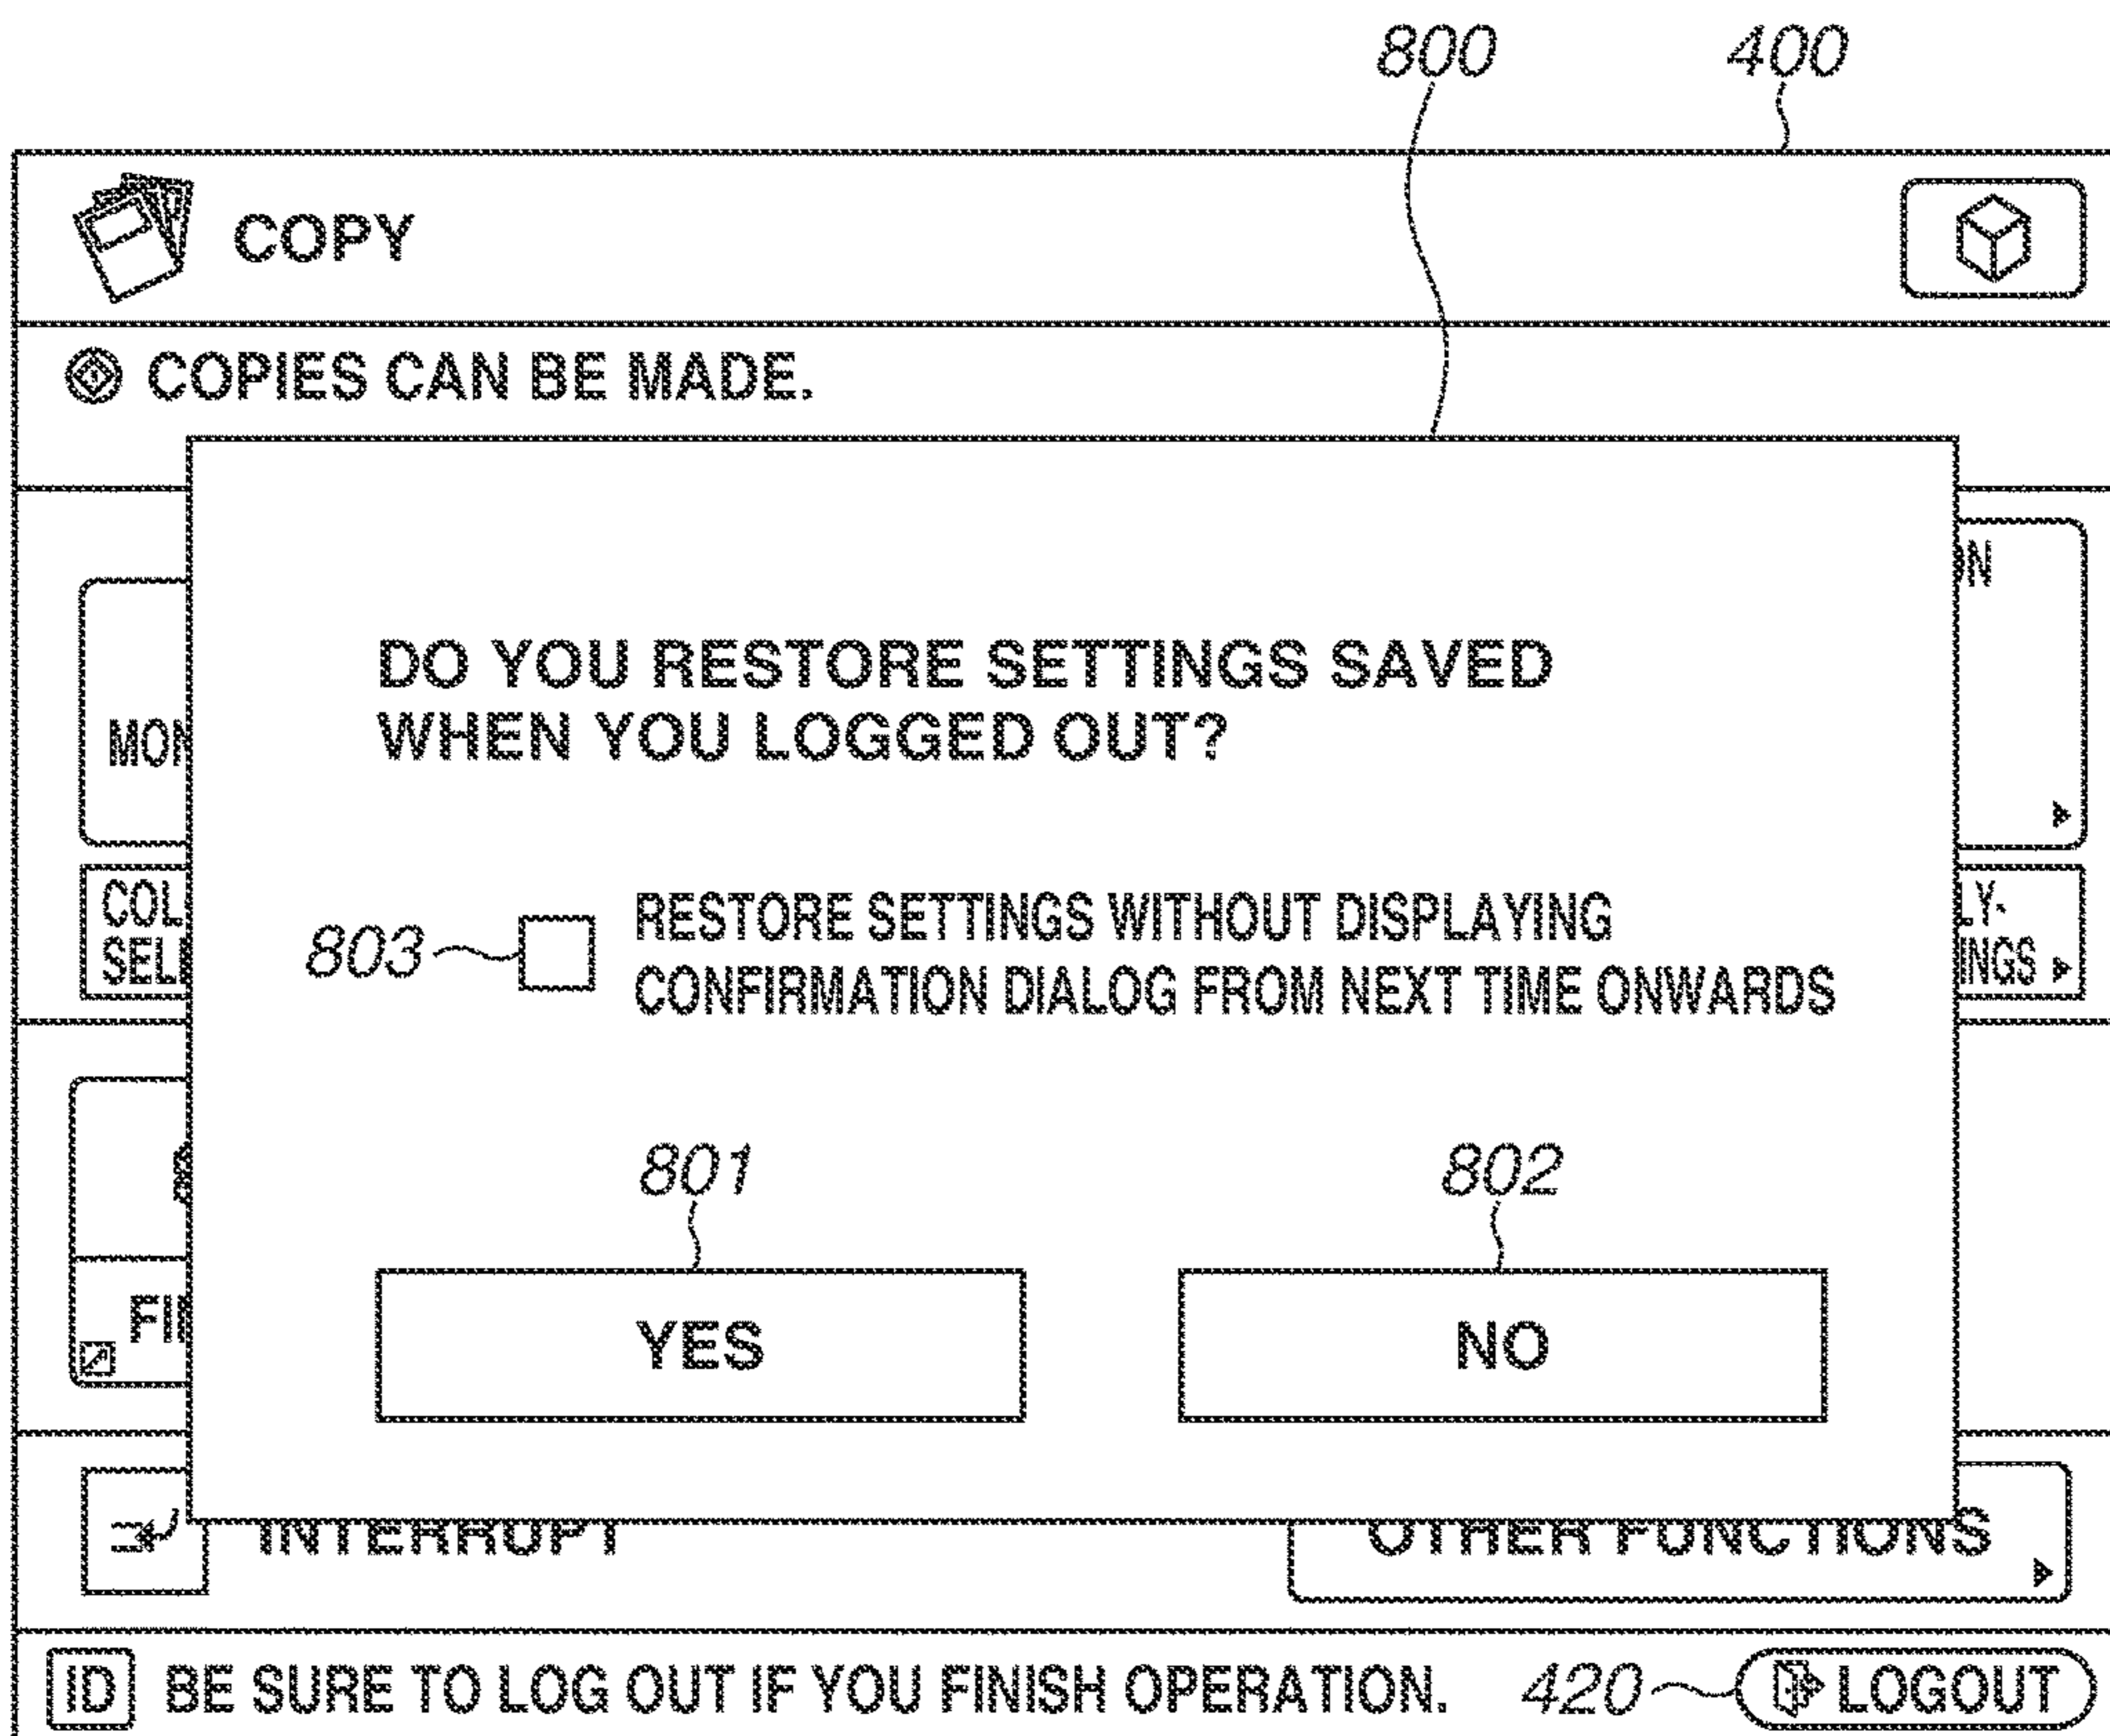 800 400
COPY
COPIES CAN BE MADE.
DO YOU RESTORE SETTINGS SAVED
WHEN YOU LOGGED OUT?
803 RESTORE SETTINGS WITHOUT DISPLAYING
CONFIRMATION DIALOG FROM NEXT TIME ONWARDS
801 802
YES NO
INTERRUPT OTHER FUNCTIONS
ID BE SURE TO LOG OUT IF YOU FINISH OPERATION. 420 LOGOUT